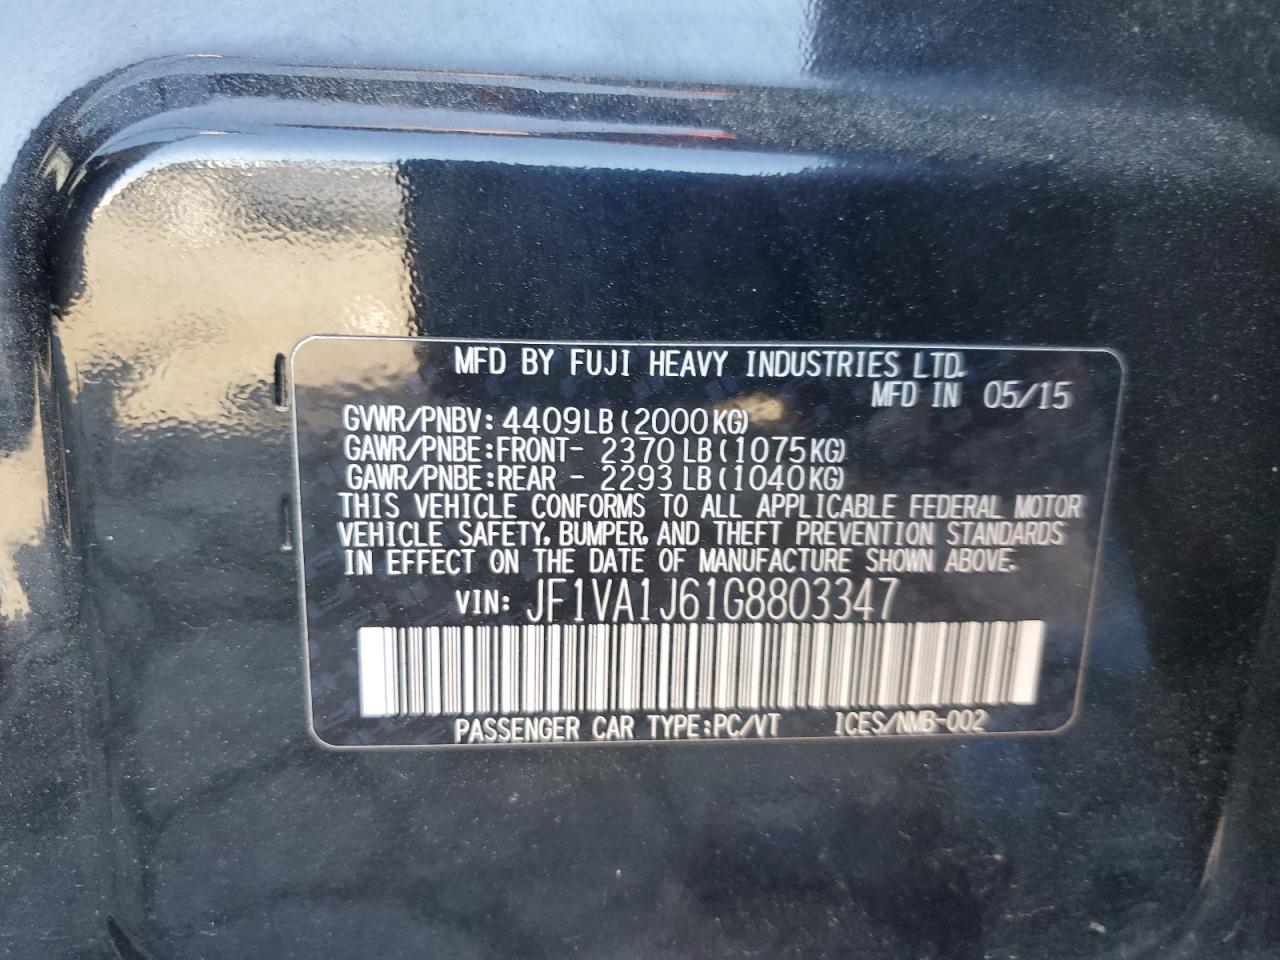 MFD BY FUJI HEAVY INDUSTRIES LTD.
MFD IN 05/15
GVWR/PNBV: 4409LB (2000KG)
GAWR/PNBE:FRONT- 2370 LB (1075KG)
GAWR/PNBE:REAR - 2293 LB (1040KG)
THIS VEHICLE CONFORMS TO ALL APPLICABLE FEDERAL MOTOR
VEHICLE SAFETY, BUMPER, AND THEFT PREVENTION STANDARDS
IN EFFECT ON THE DATE OF MANUFACTURE SHOWN ABOVE.
VIN: JF1VA1J61G8803347
PASSENGER CAR TYPE:PC/VT ICES/NMB-002